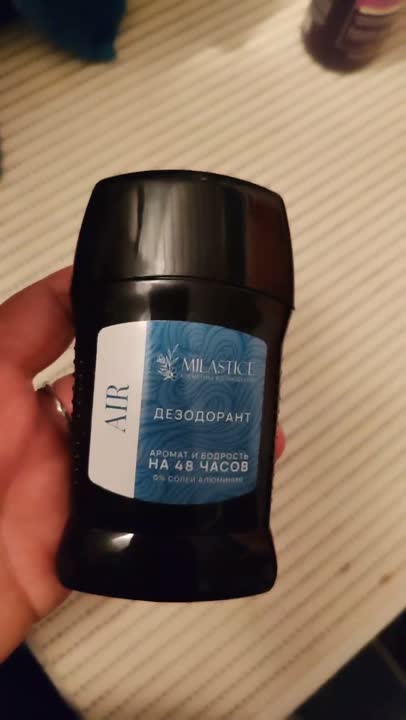 MILASTICE
AIR
ДЕЗОДОРАНТ
АРОМАТ И БОДРОСТЬ
НА 48 ЧАСОВ
0% СОЛЕЙ АЛЮМИНИЯ